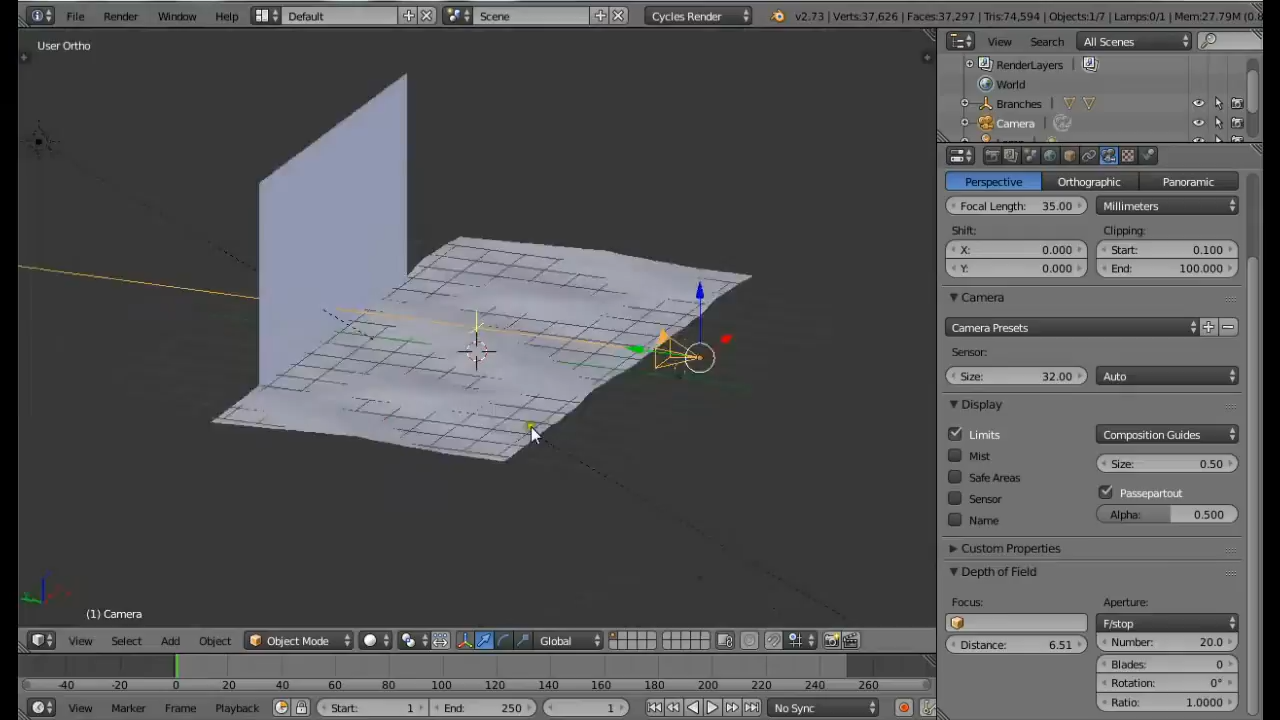 File Render Window Help Default Scene Cycles Render v2.73 | Verts:37,626 | Faces:37,297 | Tris:74,594 | Objects:1/7 | Lamps:0/1 | Mem:27.79M
User Ortho
View Search All Scenes
RenderLayers
World
Branches
Camera
Perspective Orthographic Panoramic
Focal Length: 35.00 Millimeters
Shift: Clipping:
X: 0.000 Start: 0.100
Y: 0.000 End: 100.000
Camera
Camera Presets
Sensor:
Size: 32.00 Auto
Display
Limits Composition Guides
Mist Size: 0.50
Safe Areas
Sensor Passepartout
Name Alpha: 0.500
Custom Properties
Depth of Field
Focus: Aperture:
F/stop
Distance: 6.51 Number: 20.0
Blades: 0
Rotation: 0°
Ratio: 1.0000
(1) Camera
View Select Add Object Object Mode Global
-40 -20 0 20 40 60 80 100 120 140 160 180 200 220 240 260
View Marker Frame Playback Start: 1 End: 250 1 No Sync